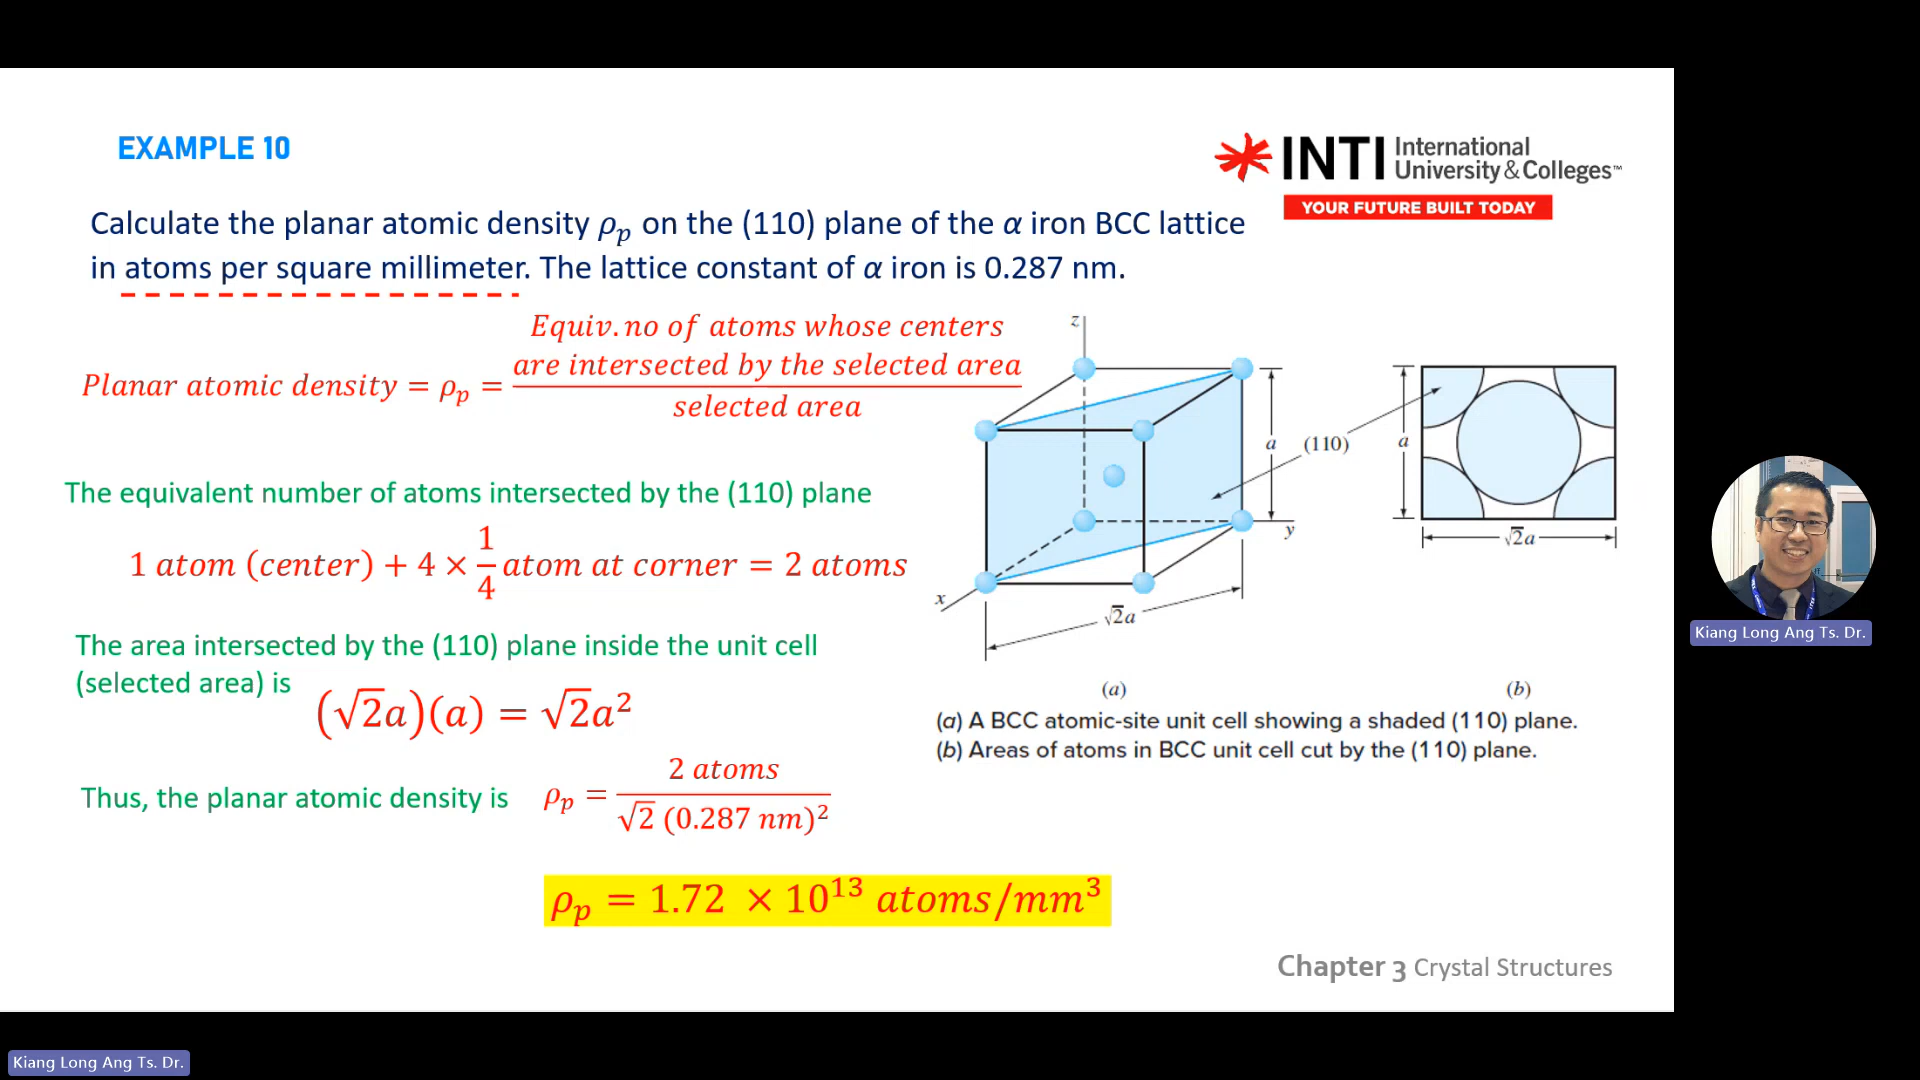 EXAMPLE 10
INTI International
University & Colleges™
YOUR FUTURE BUILT TODAY
Calculate the planar atomic density ρ_p on the (110) plane of the α iron BCC lattice
in atoms per square millimeter. The lattice constant of α iron is 0.287 nm.
Equiv. no of atoms whose centers
are intersected by the selected area
Planar atomic density = ρ_p =
selected area
The equivalent number of atoms intersected by the (110) plane
1 atom (center) + 4 × 1/4 atom at corner = 2 atoms
The area intersected by the (110) plane inside the unit cell
(selected area) is
(√2a)(a) = √2a²
Thus, the planar atomic density is
ρ_p = 2 atoms / √2 (0.287 nm)²
ρ_p = 1.72 × 10¹³ atoms/mm³
z
a
(110)
a
y
√2a
x
√2a
(a)
(b)
(a) A BCC atomic-site unit cell showing a shaded (110) plane.
(b) Areas of atoms in BCC unit cell cut by the (110) plane.
Chapter 3 Crystal Structures
Kiang Long Ang Ts. Dr.
Kiang Long Ang Ts. Dr.